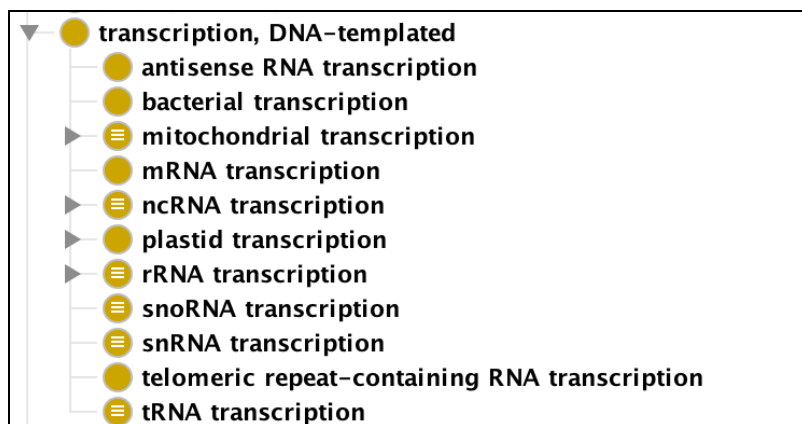 transcription, DNA-templated
antisense RNA transcription
bacterial transcription
mitochondrial transcription
mRNA transcription
ncRNA transcription
plastid transcription
rRNA transcription
snoRNA transcription
snRNA transcription
telomeric repeat-containing RNA transcription
tRNA transcription